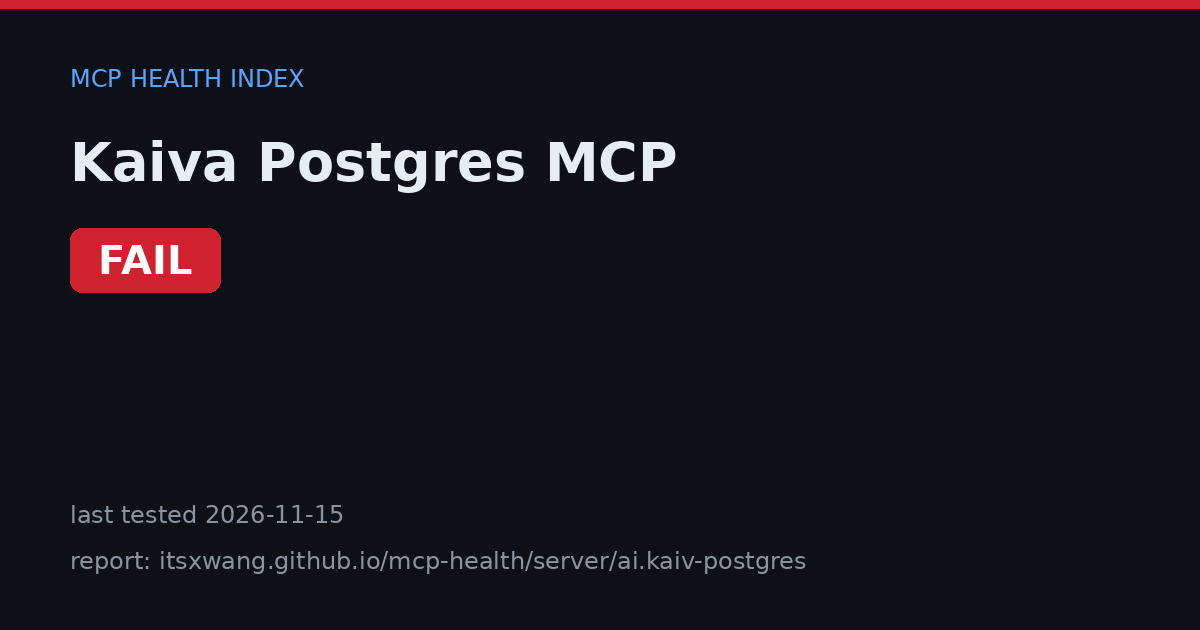 MCP HEALTH INDEX
Kaiva Postgres MCP
FAIL
last tested 2026-11-15
report: itsxwang.github.io/mcp-health/server/ai.kaiv-postgres